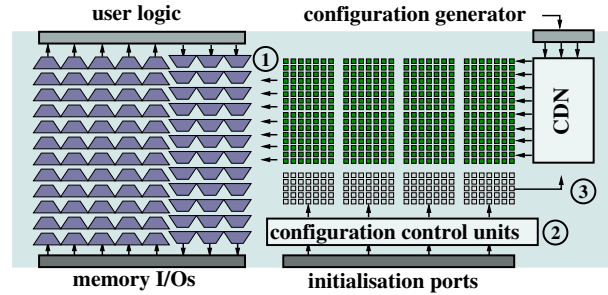 user logic
configuration generator
1
CDN
3
configuration control units
2
memory I/Os
initialisation ports